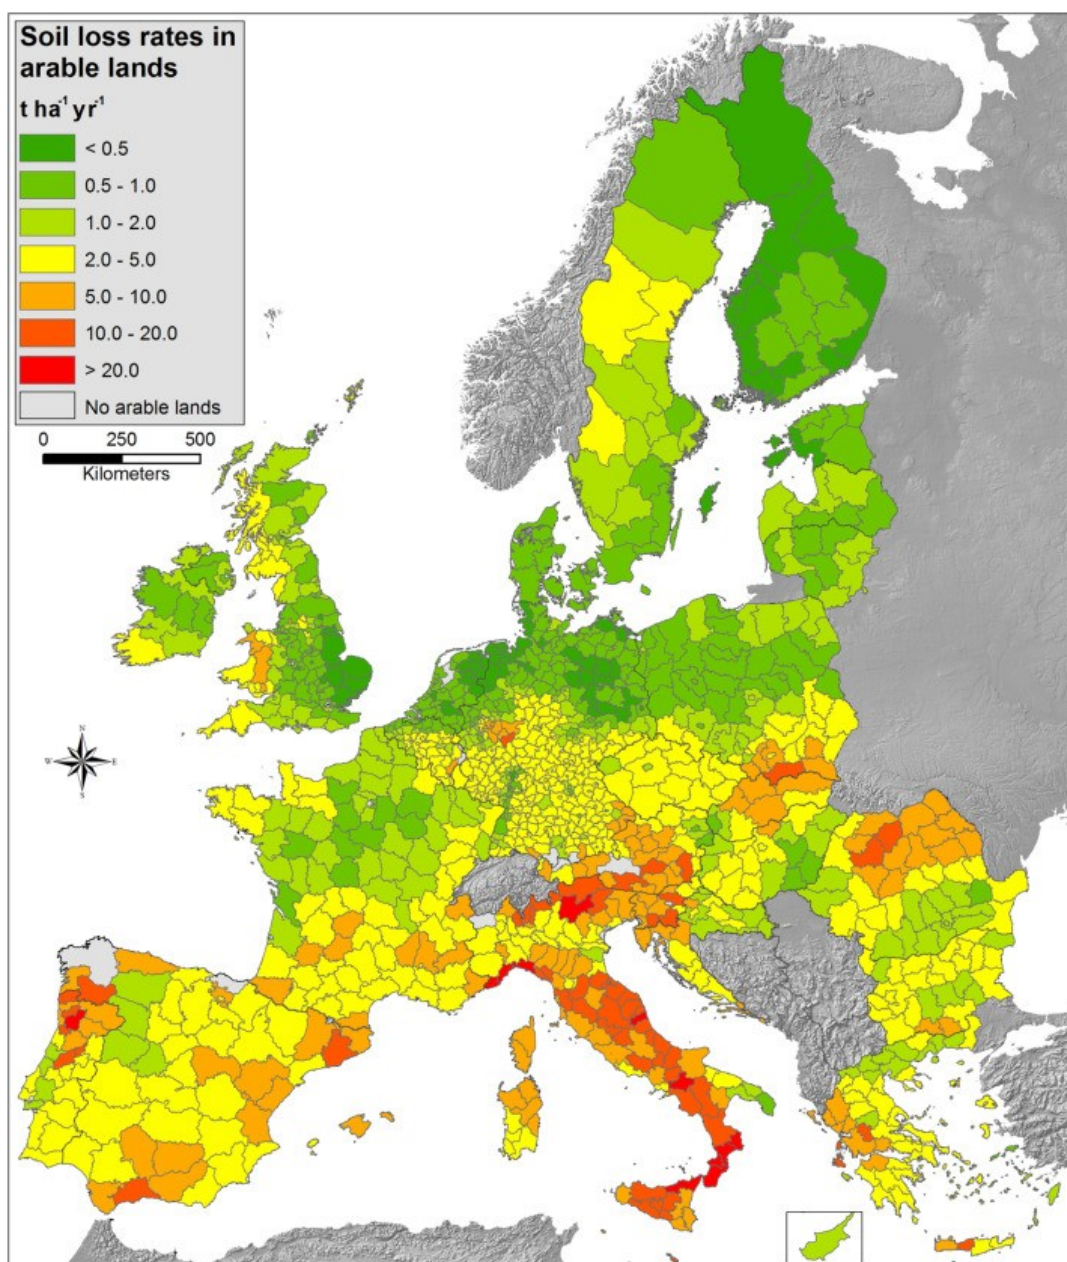 Soil loss rates in
arable lands
t ha⁻¹ yr⁻¹
< 0.5
0.5 - 1.0
1.0 - 2.0
2.0 - 5.0
5.0 - 10.0
10.0 - 20.0
> 20.0
No arable lands
0 250 500
Kilometers
N
W E
S